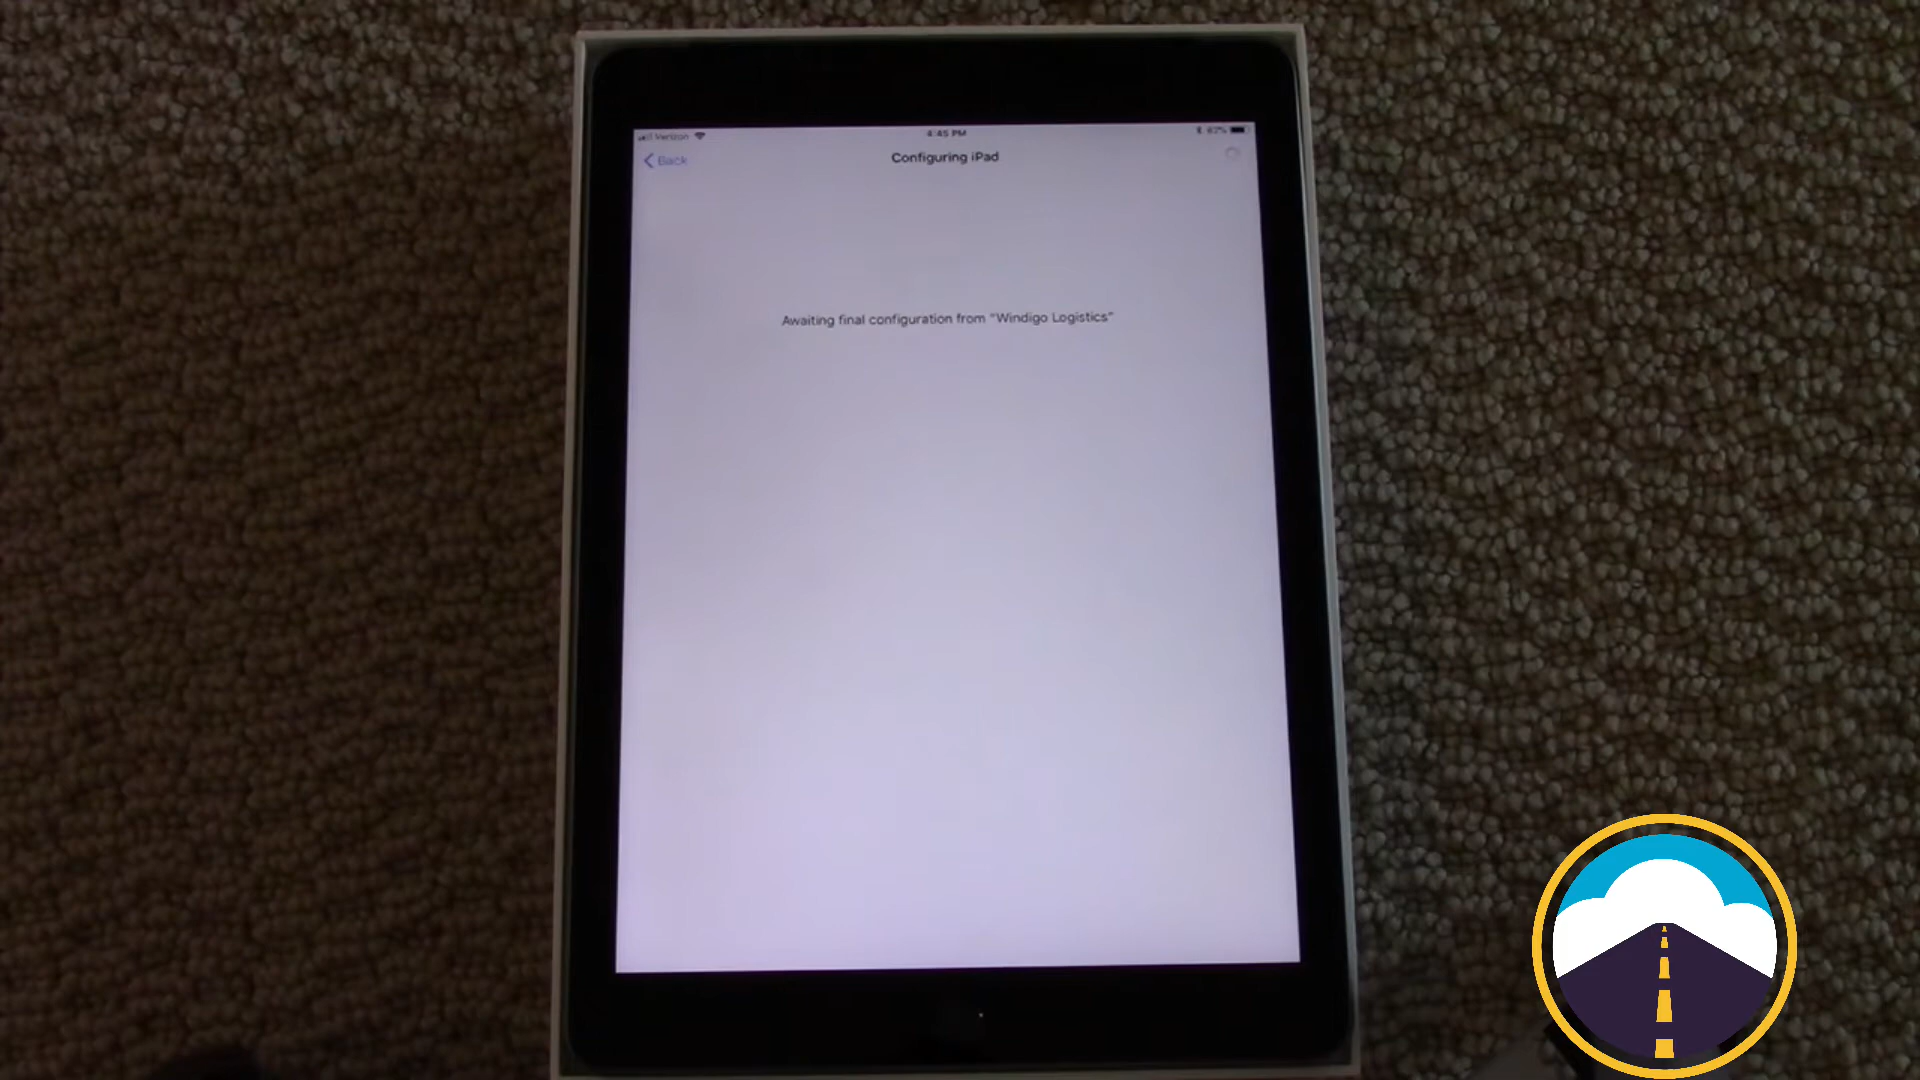 Verizon
4:45 PM
Back
Configuring iPad
Awaiting final configuration from "Windigo Logistics"